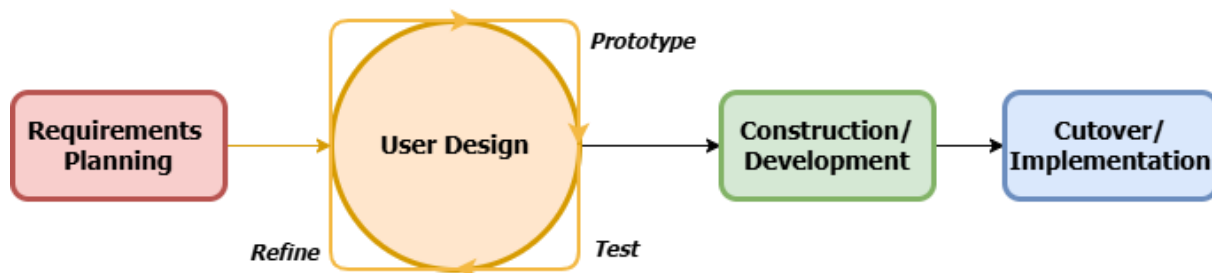 Prototype
Requirements
Planning
User Design
Construction/
Development
Cutover/
Implementation
Refine
Test